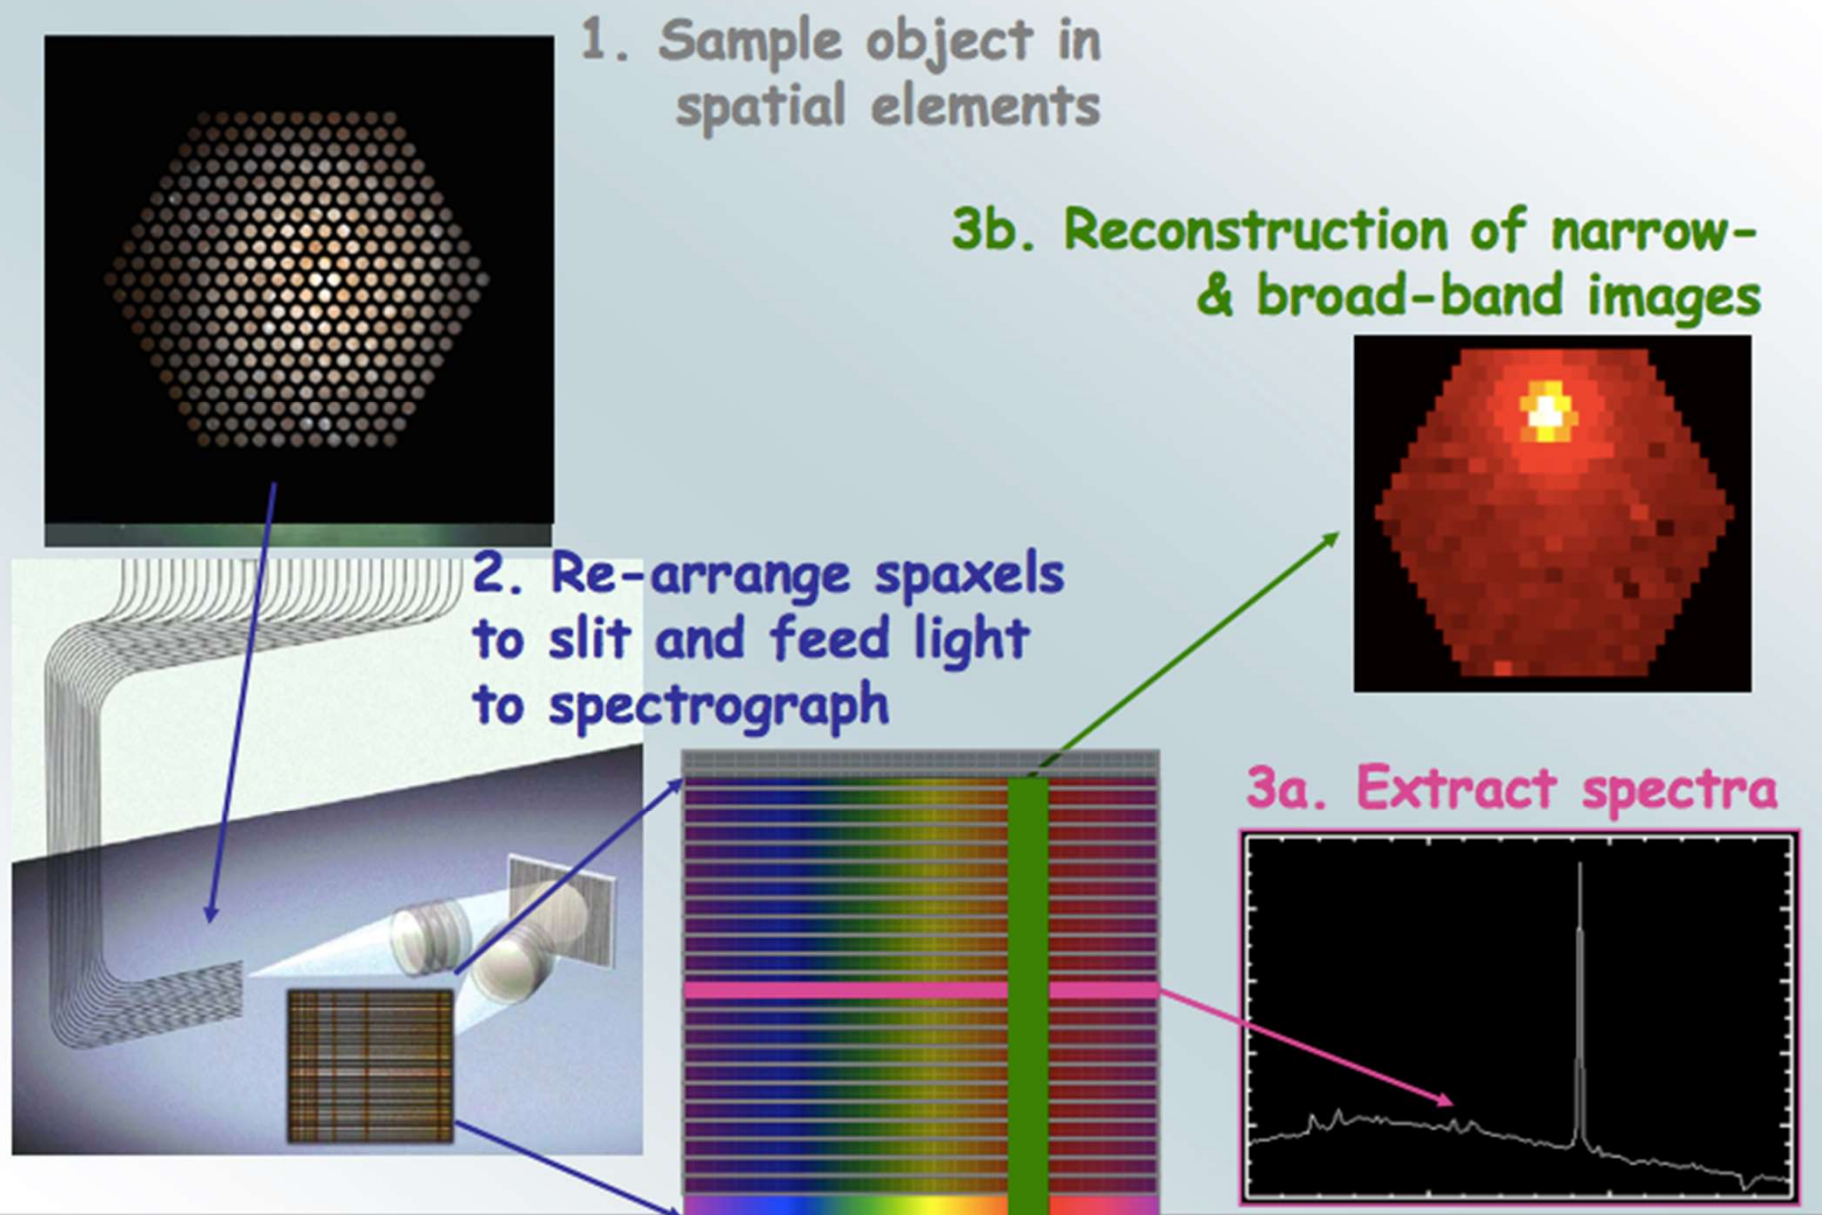 1. Sample object in
spatial elements
3b. Reconstruction of narrow-
& broad-band images
2. Re-arrange spaxels
to slit and feed light
to spectrograph
3a. Extract spectra